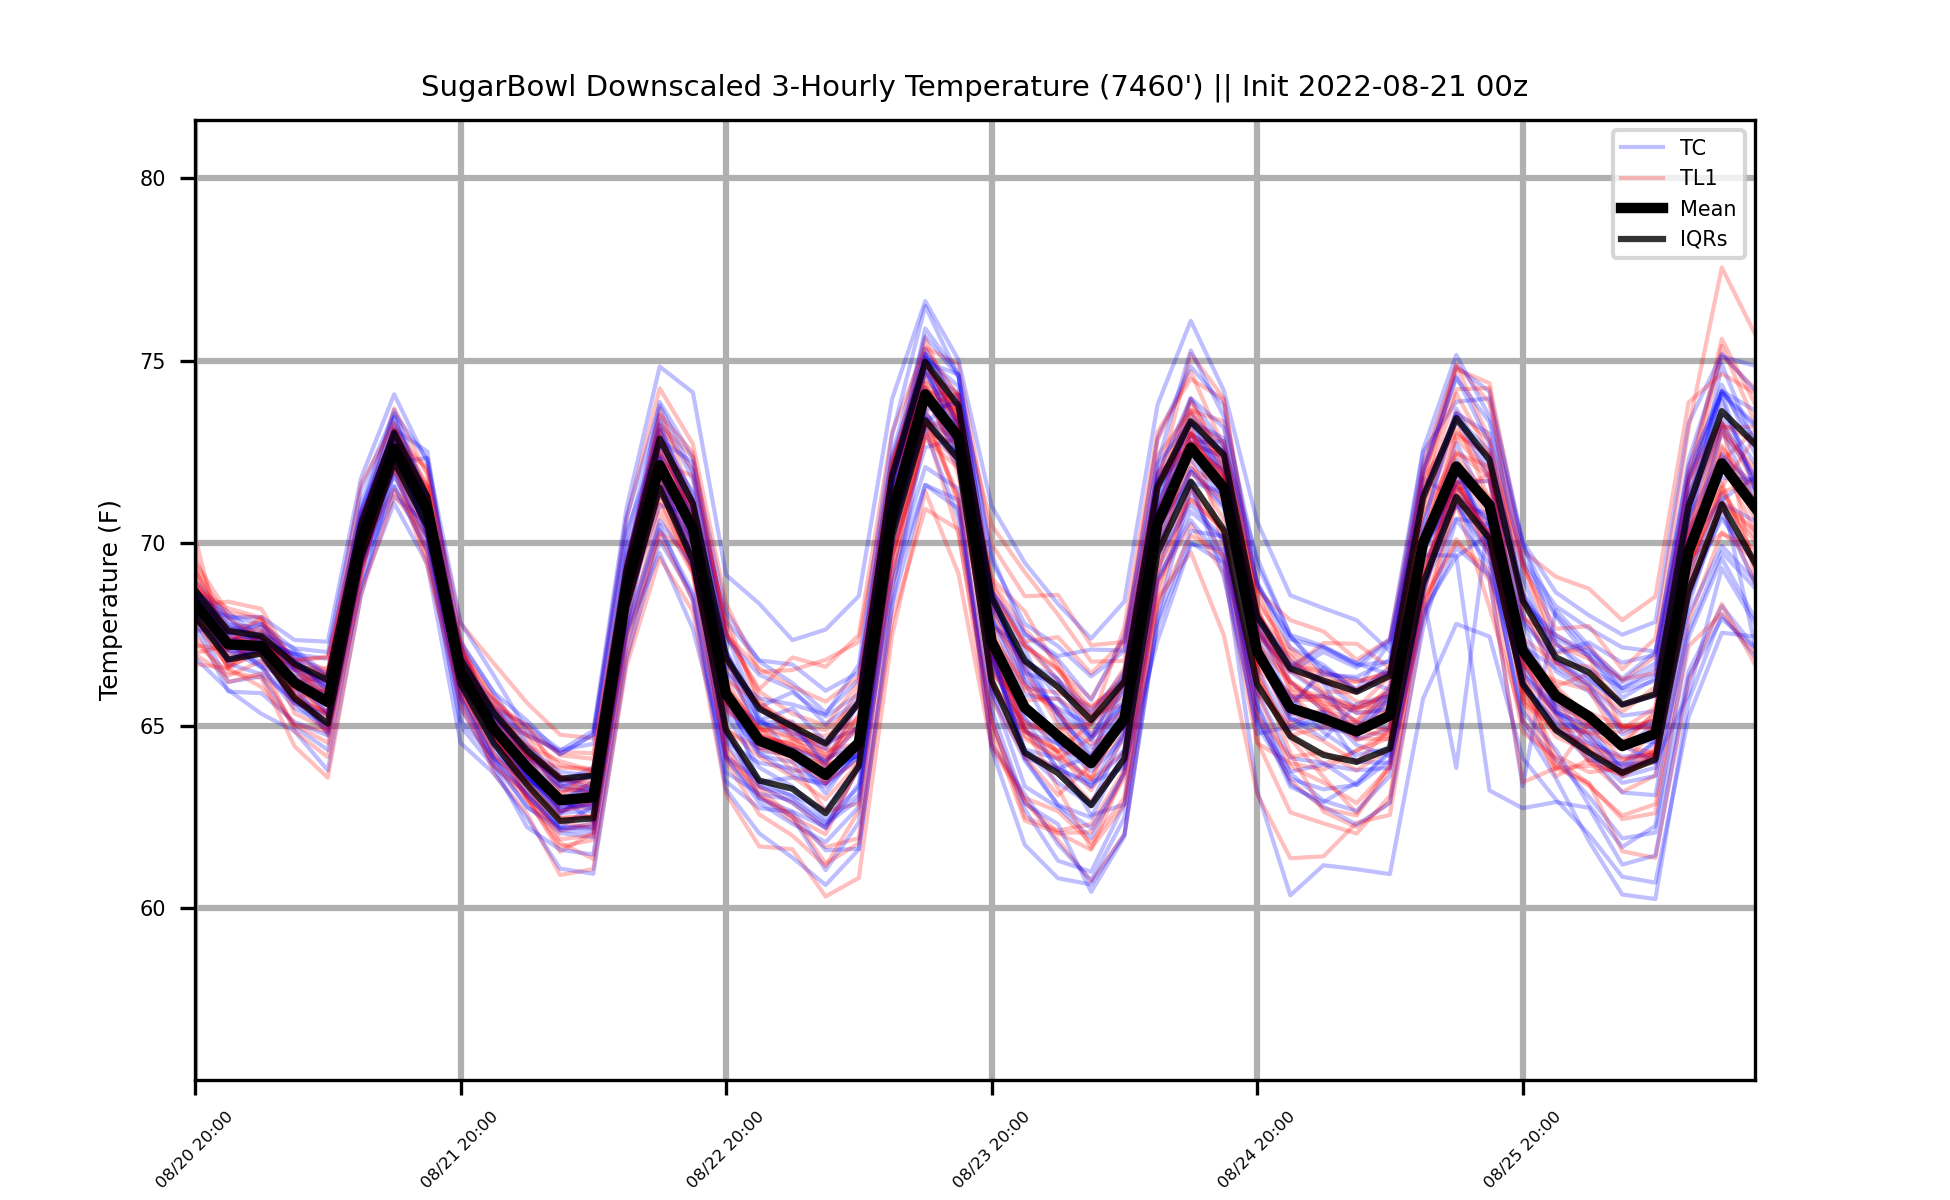 SugarBowl Downscaled 3-Hourly Temperature (7460') || Init 2022-08-21 00z
TC
TL1
Mean
IQRs
Temperature (F)
80
75
70
65
60
08/20 20:00
08/21 20:00
08/22 20:00
08/23 20:00
08/24 20:00
08/25 20:00